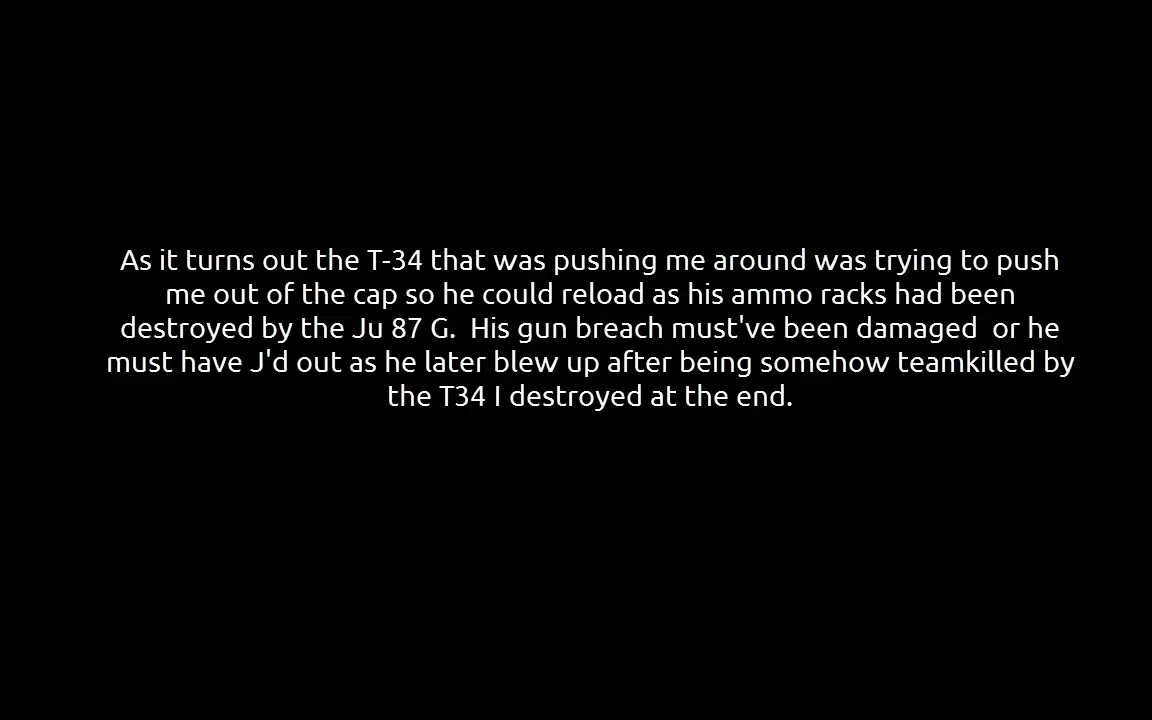 As it turns out the T-34 that was pushing me around was trying to push
me out of the cap so he could reload as his ammo racks had been
destroyed by the Ju 87 G.  His gun breach must've been damaged  or he
must have J'd out as he later blew up after being somehow teamkilled by
the T34 I destroyed at the end.